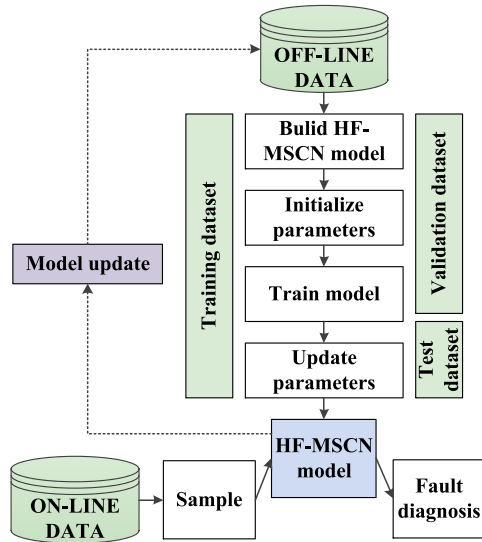 OFF-LINE
DATA
Bulid HF-
MSCN model
Initialize
parameters
Train model
Update
parameters
Training dataset
Validation dataset
Test
dataset
Model update
HF-MSCN
model
ON-LINE
DATA
Sample
Fault
diagnosis